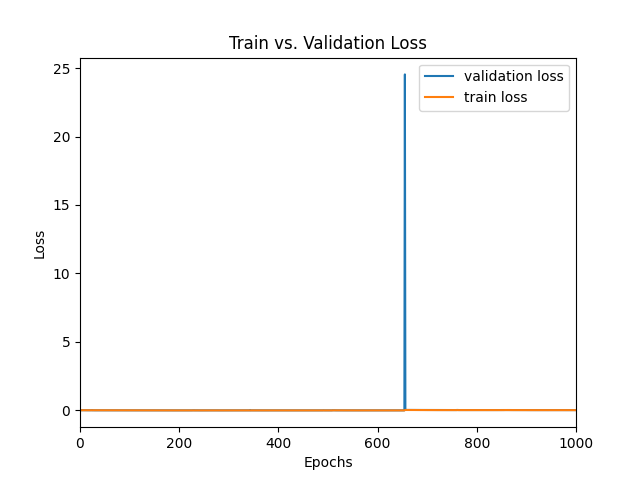 Train vs. Validation Loss
validation loss
train loss
25
20
15
10
5
0
Loss
0 200 400 600 800 1000
Epochs